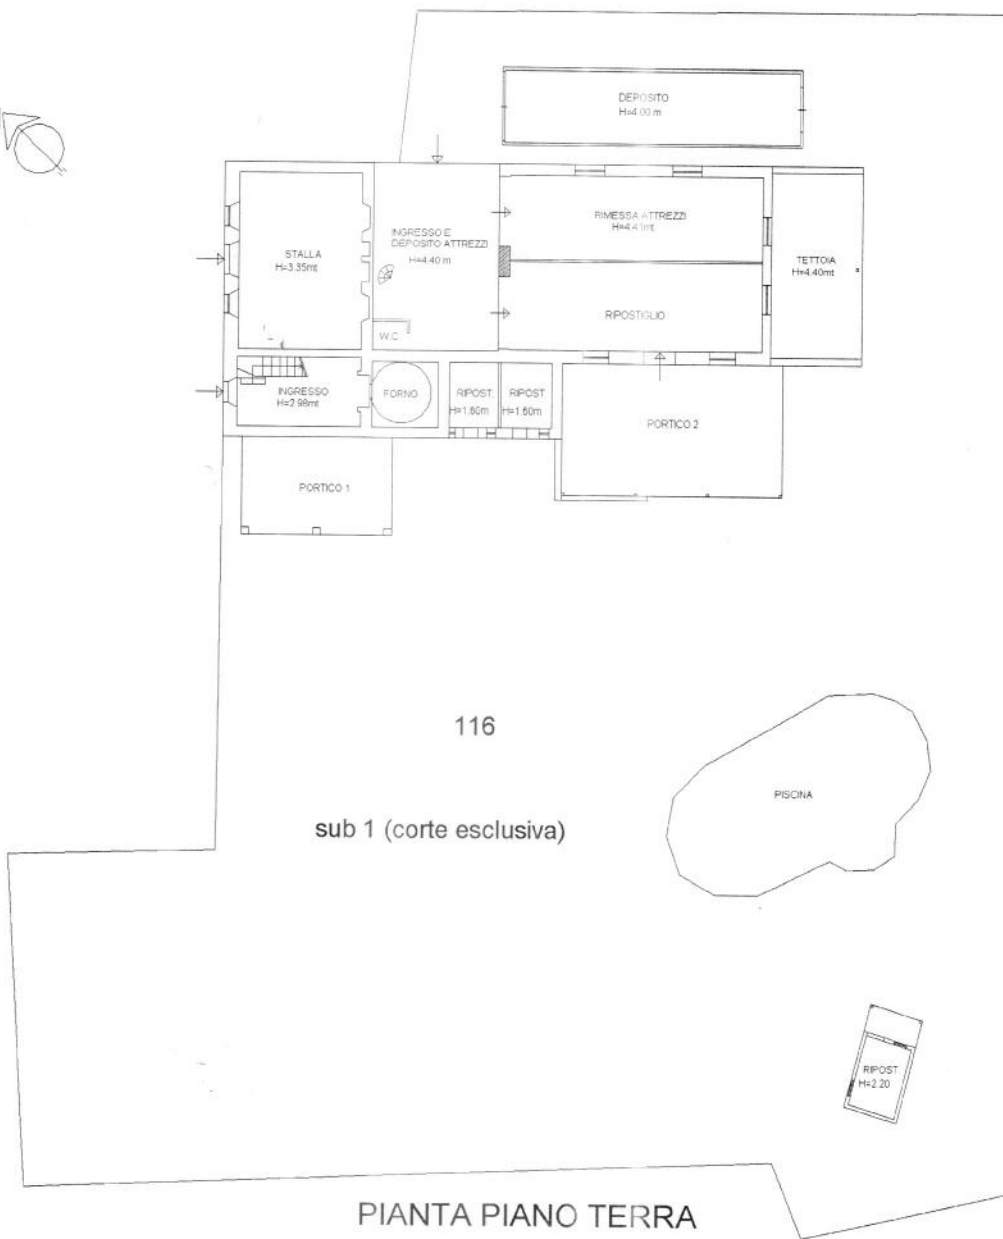 DEPOSITO
H=4.00 m
STALLA
H=3.35mt
INGRESSO E
DEPOSITO ATTREZZI
H=4.40 m
RIMESSA ATTREZZI
H=4.41mt
TETTOIA
H=4.40mt
RIPOSTIGLIO
W.C
INGRESSO
H=2.98mt
FORNO
RIPOST.
H=1.60m
RIPOST
H=1.60m
PORTICO 2
PORTICO 1
116
sub 1 (corte esclusiva)
PISCINA
RIPOST.
H=2.20
PIANTA PIANO TERRA